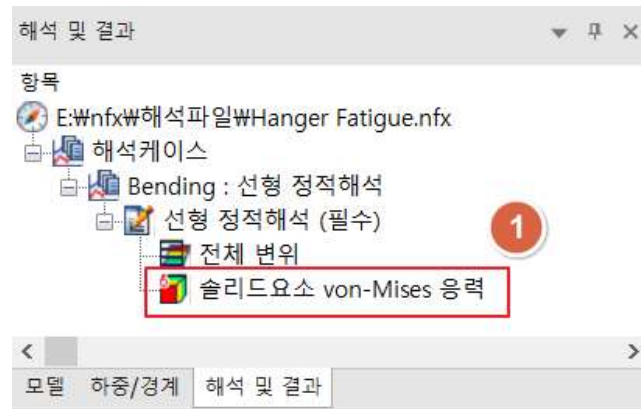 해석 및 결과
항목
E:₩nfx₩해석파일₩Hanger Fatigue.nfx
해석케이스
Bending : 선형 정적해석
선형 정적해석 (필수)
1
전체 변위
솔리드요소 von-Mises 응력
모델 하중/경계 해석 및 결과